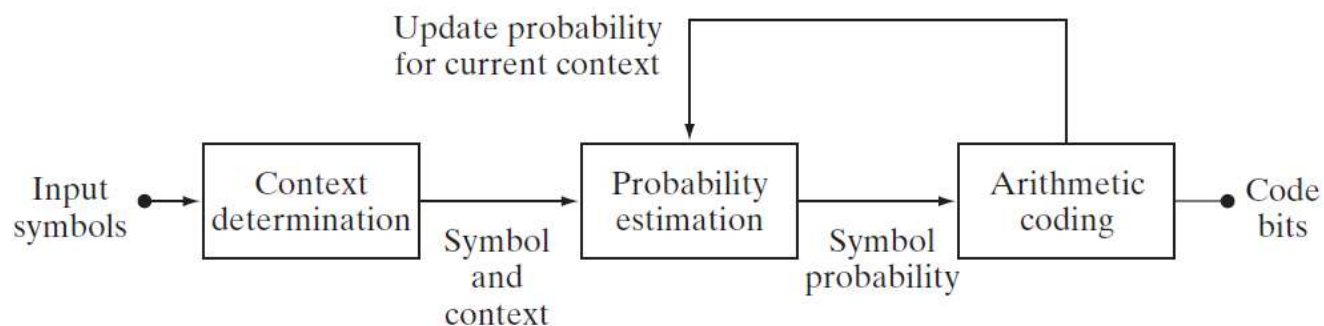 Update probability
for current context
Input
symbols
Context
determination
Symbol
and
context
Probability
estimation
Symbol
probability
Arithmetic
coding
Code
bits